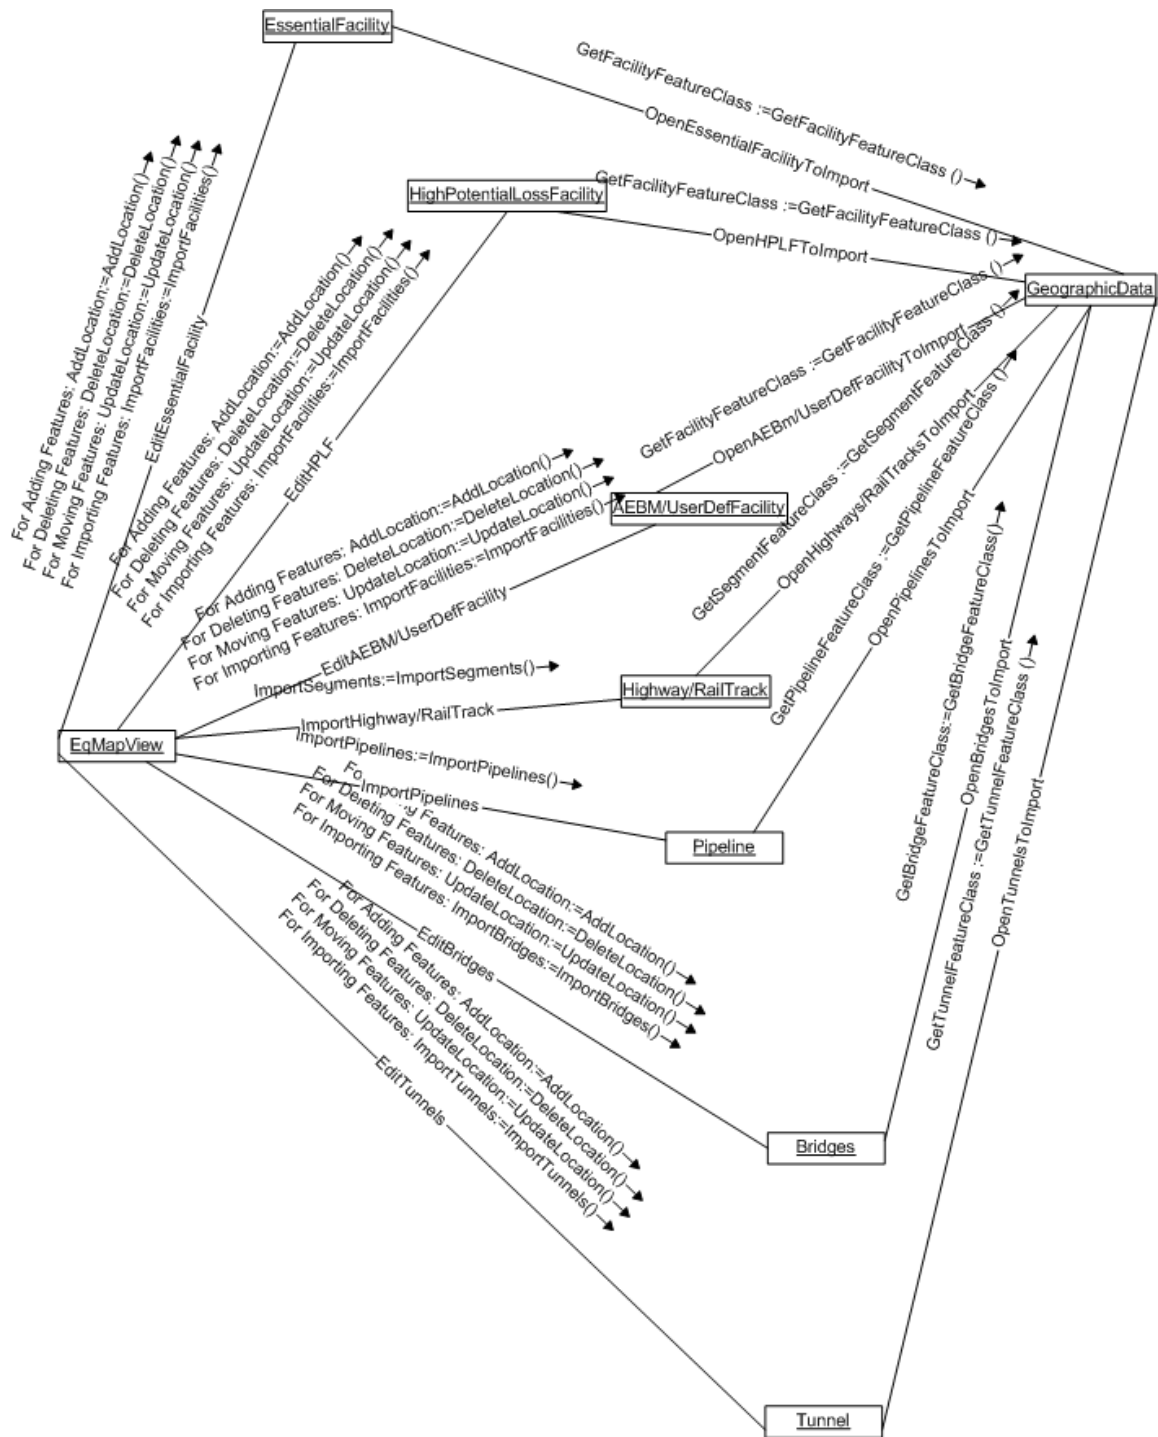 EssentialFacility
GetFacilityFeatureClass :=GetFacilityFeatureClass ()
OpenEssentialFacilityToImport
For Adding Features: AddLocation:=AddLocation()
For Deleting Features: DeleteLocation:=DeleteLocation()
For Moving Features: UpdateLocation:=UpdateLocation()
For Importing Features: ImportFacilities:=ImportFacilities()
EditEssentialFacility
HighPotentialLossFacility
GetFacilityFeatureClass :=GetFacilityFeatureClass ()
OpenHPLFToImport
GeographicData
For Adding Features: AddLocation:=AddLocation()
For Deleting Features: DeleteLocation:=DeleteLocation()
For Moving Features: UpdateLocation:=UpdateLocation()
For Importing Features: ImportFacilities:=ImportFacilities()
EditHPLF
GetFacilityFeatureClass :=GetFacilityFeatureClass ()
OpenAEBm/UserDefFacilityToImport
For Adding Features: AddLocation:=AddLocation()
For Deleting Features: DeleteLocation:=DeleteLocation()
For Moving Features: UpdateLocation:=UpdateLocation()
For Importing Features: ImportFacilities:=ImportFacilities()
EditAEBM/UserDefFacility
AEBM/UserDefFacility
GetSegmentFeatureClass :=GetSegmentFeatureClass ()
OpenHighways/RailTracksToImport
ImportSegments:=ImportSegments()
ImportHighway/RailTrack
Highway/RailTrack
GetPipelineFeatureClass :=GetPipelineFeatureClass ()
OpenPipelinesToImport
EqMapView
ImportPipelines:=ImportPipelines()
ImportPipelines
Pipeline
Features: AddLocation:=AddLocation()
For Deleting Features: DeleteLocation:=DeleteLocation()
For Moving Features: UpdateLocation:=UpdateLocation()
For Importing Features: ImportBridges:=ImportBridges()
EditBridges
GetBridgeFeatureClass:=GetBridgeFeatureClass()
OpenBridgesToImport
For Adding Features: AddLocation:=AddLocation()
For Deleting Features: DeleteLocation:=DeleteLocation()
For Moving Features: UpdateLocation:=UpdateLocation()
For Importing Features: ImportTunnels:=ImportTunnels()
EditTunnels
GetTunnelFeatureClass :=GetTunnelFeatureClass ()
OpenTunnelsToImport
Bridges
Tunnel